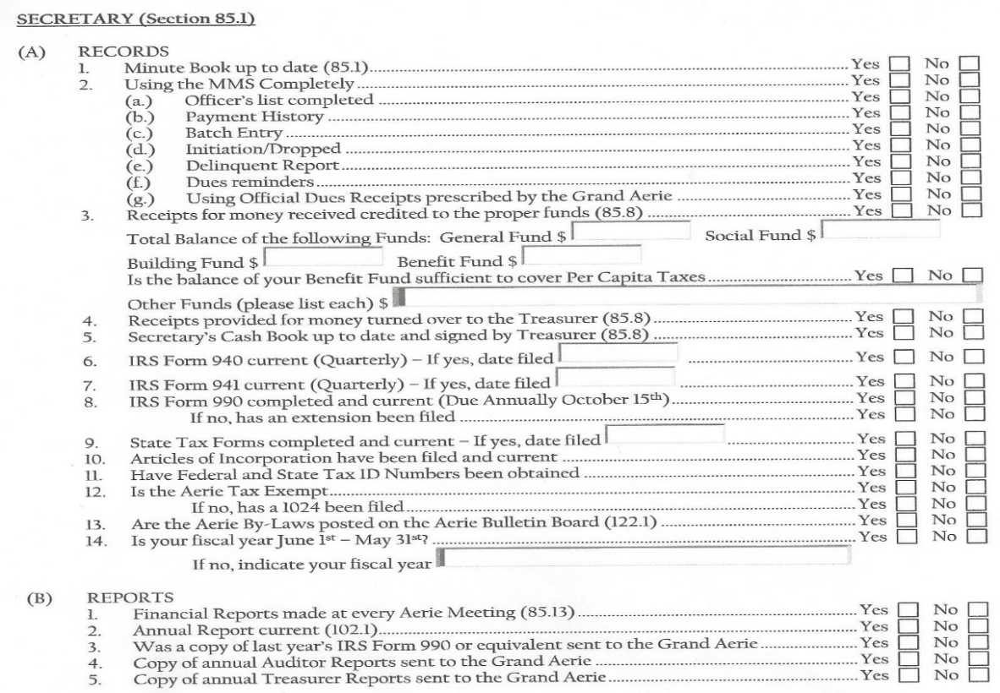 SECRETARY (Section 85.1)
(A) RECORDS
1. Minute Book up to date (85.1) Yes No
2. Using the MMS Completely Yes No
(a.) Officer's list completed Yes No
(b.) Payment History Yes No
(c.) Batch Entry Yes No
(d.) Initiation/Dropped Yes No
(e.) Delinquent Report Yes No
(f.) Dues reminders Yes No
(g.) Using Official Dues Receipts prescribed by the Grand Aerie Yes No
3. Receipts for money received credited to the proper funds (85.8) Yes No
Total Balance of the following Funds: General Fund $ Social Fund $
Building Fund $ Benefit Fund $
Is the balance of your Benefit Fund sufficient to cover Per Capita Taxes Yes No
Other Funds (please list each) $
4. Receipts provided for money turned over to the Treasurer (85.8) Yes No
5. Secretary's Cash Book up to date and signed by Treasurer (85.8) Yes No
6. IRS Form 940 current (Quarterly) – If yes, date filed Yes No
7. IRS Form 941 current (Quarterly) – If yes, date filed Yes No
8. IRS Form 990 completed and current (Due Annually October 15th) Yes No
If no, has an extension been filed Yes No
9. State Tax Forms completed and current – If yes, date filed Yes No
10. Articles of Incorporation have been filed and current Yes No
11. Have Federal and State Tax ID Numbers been obtained Yes No
12. Is the Aerie Tax Exempt Yes No
If no, has a 1024 been filed Yes No
13. Are the Aerie By-Laws posted on the Aerie Bulletin Board (122.1) Yes No
14. Is your fiscal year June 1st – May 31st? Yes No
If no, indicate your fiscal year
(B) REPORTS
1. Financial Reports made at every Aerie Meeting (85.13) Yes No
2. Annual Report current (102.1) Yes No
3. Was a copy of last year's IRS Form 990 or equivalent sent to the Grand Aerie Yes No
4. Copy of annual Auditor Reports sent to the Grand Aerie Yes No
5. Copy of annual Treasurer Reports sent to the Grand Aerie Yes No